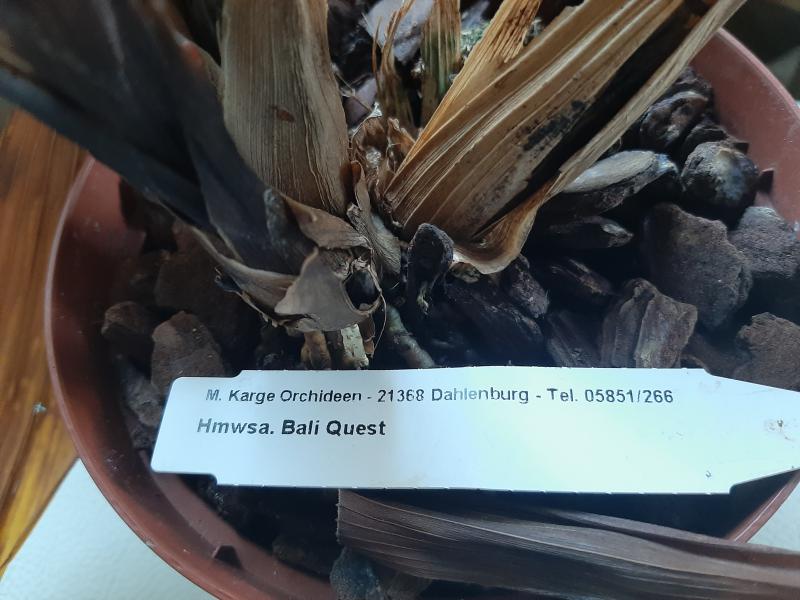 M. Karge Orchideen - 21368 Dahlenburg - Tel. 05851/266
Hmwsa. Bali Quest